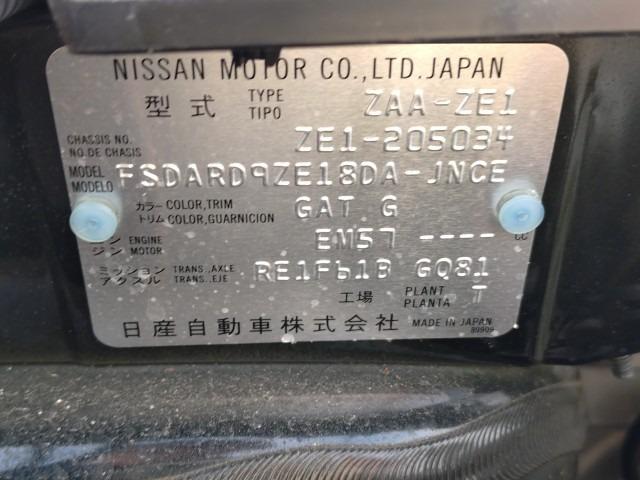 NISSAN MOTOR CO.,LTD.JAPAN
型式 TYPE TIPO ZAA-ZE1
CHASSIS NO. NO.DE CHASIS ZE1-205034
MODEL MODELO FSDARD9ZE18DA-JNCE
カラー COLOR,TRIM トリム COLOR,GUARNICION GAT G
ジン ENGINE MOTOR EM57 ---- CC
ミッション TRANS.,AXLE アクスル TRANS.,EJE RE1F61B GQ81
工場 PLANT PLANTA T
日産自動車株式会社 MADE IN JAPAN